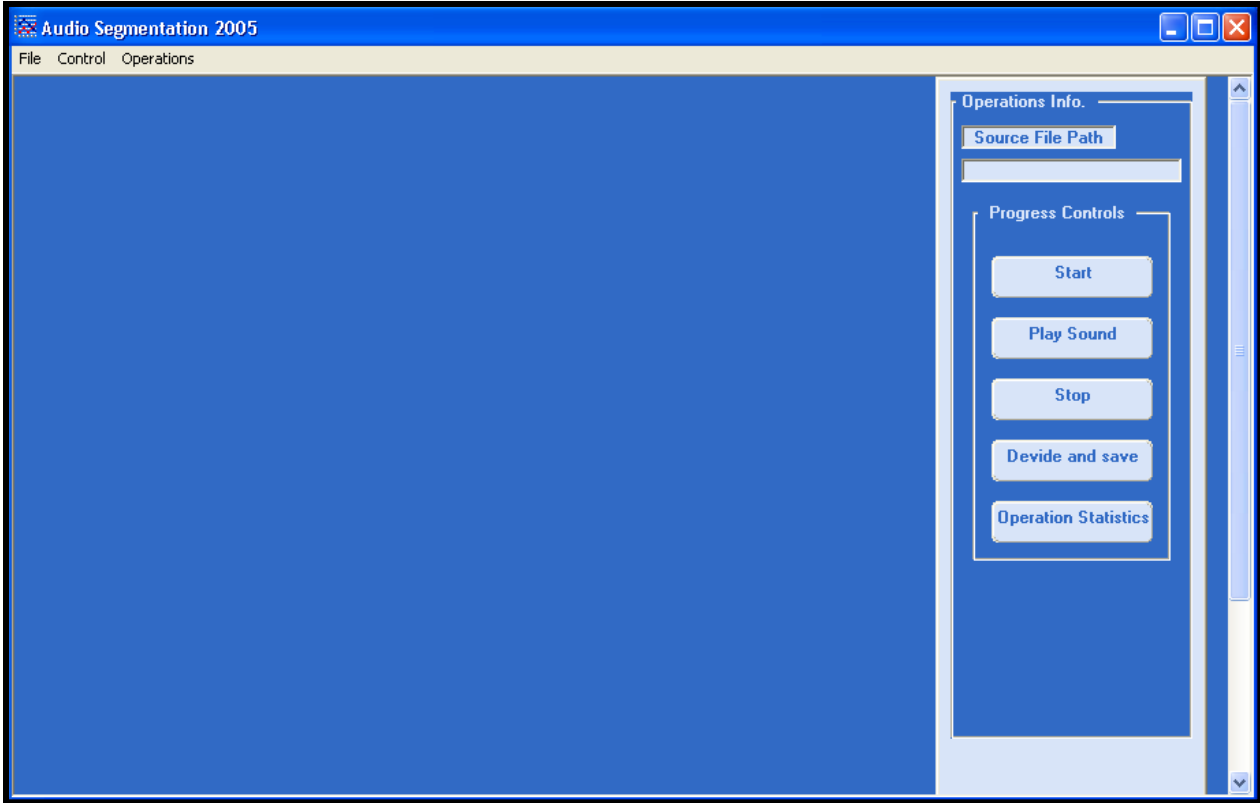 Audio Segmentation 2005
File Control Operations
Operations Info.
Source File Path
Progress Controls
Start
Play Sound
Stop
Devide and save
Operation Statistics